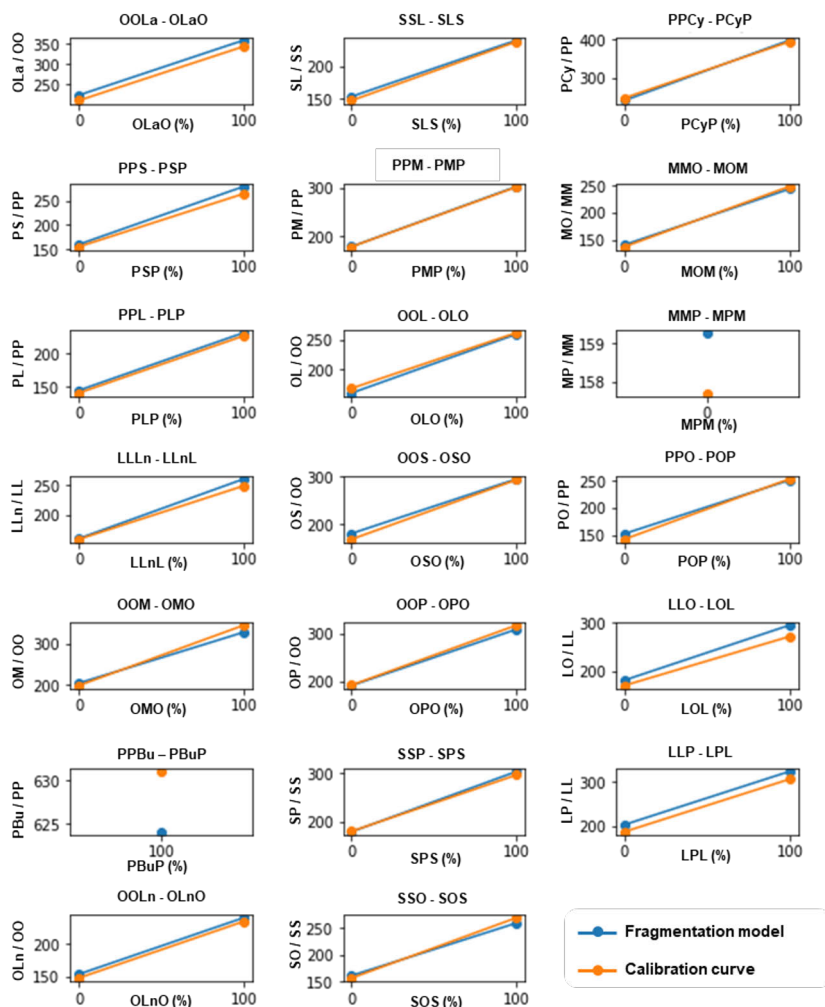 OOLa - OLaO
OLa / OO
350
300
250
0
100
OLaO (%)
SSL - SLS
SL / SS
200
150
0
100
SLS (%)
PPCy - PCyP
PCy / PP
400
300
0
100
PCyP (%)
PPS - PSP
PS / PP
250
200
150
0
100
PSP (%)
PPM - PMP
PM / PP
300
200
0
100
PMP (%)
MMO - MOM
MO / MM
250
200
150
0
100
MOM (%)
PPL - PLP
PL / PP
200
150
0
100
PLP (%)
OOL - OLO
OL / OO
250
200
0
100
OLO (%)
MMP - MPM
MP / MM
159
158
0
MPM (%)
LLLn - LLnL
LLn / LL
250
200
0
100
LLnL (%)
OOS - OSO
OS / OO
300
200
0
100
OSO (%)
PPO - POP
PO / PP
250
200
150
0
100
POP (%)
OOM - OMO
OM / OO
300
200
0
100
OMO (%)
OOP - OPO
OP / OO
300
200
0
100
OPO (%)
LLO - LOL
LO / LL
300
200
0
100
LOL (%)
PPBu – PBuP
PBu / PP
630
625
100
PBuP (%)
SSP - SPS
SP / SS
300
200
0
100
SPS (%)
LLP - LPL
LP / LL
300
200
0
100
LPL (%)
OOLn - OLnO
OLn / OO
200
150
0
100
OLnO (%)
SSO - SOS
SO / SS
250
200
150
0
100
SOS (%)
Fragmentation model
Calibration curve